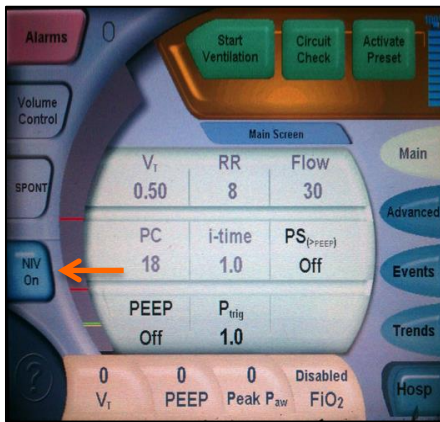 Alarms
0
Start
Ventilation
Circuit
Check
Activate
Preset
Volume
Control
Main Screen
Main
VT
RR
Flow
0.50
8
30
SPONT
Advanced
PC
i-time
PS(>PEEP)
18
1.0
Off
NIV
On
Events
PEEP
Ptrig
Off
1.0
Trends
?
0
0
0
Disabled
VT
PEEP
Peak Paw
FiO2
Hosp